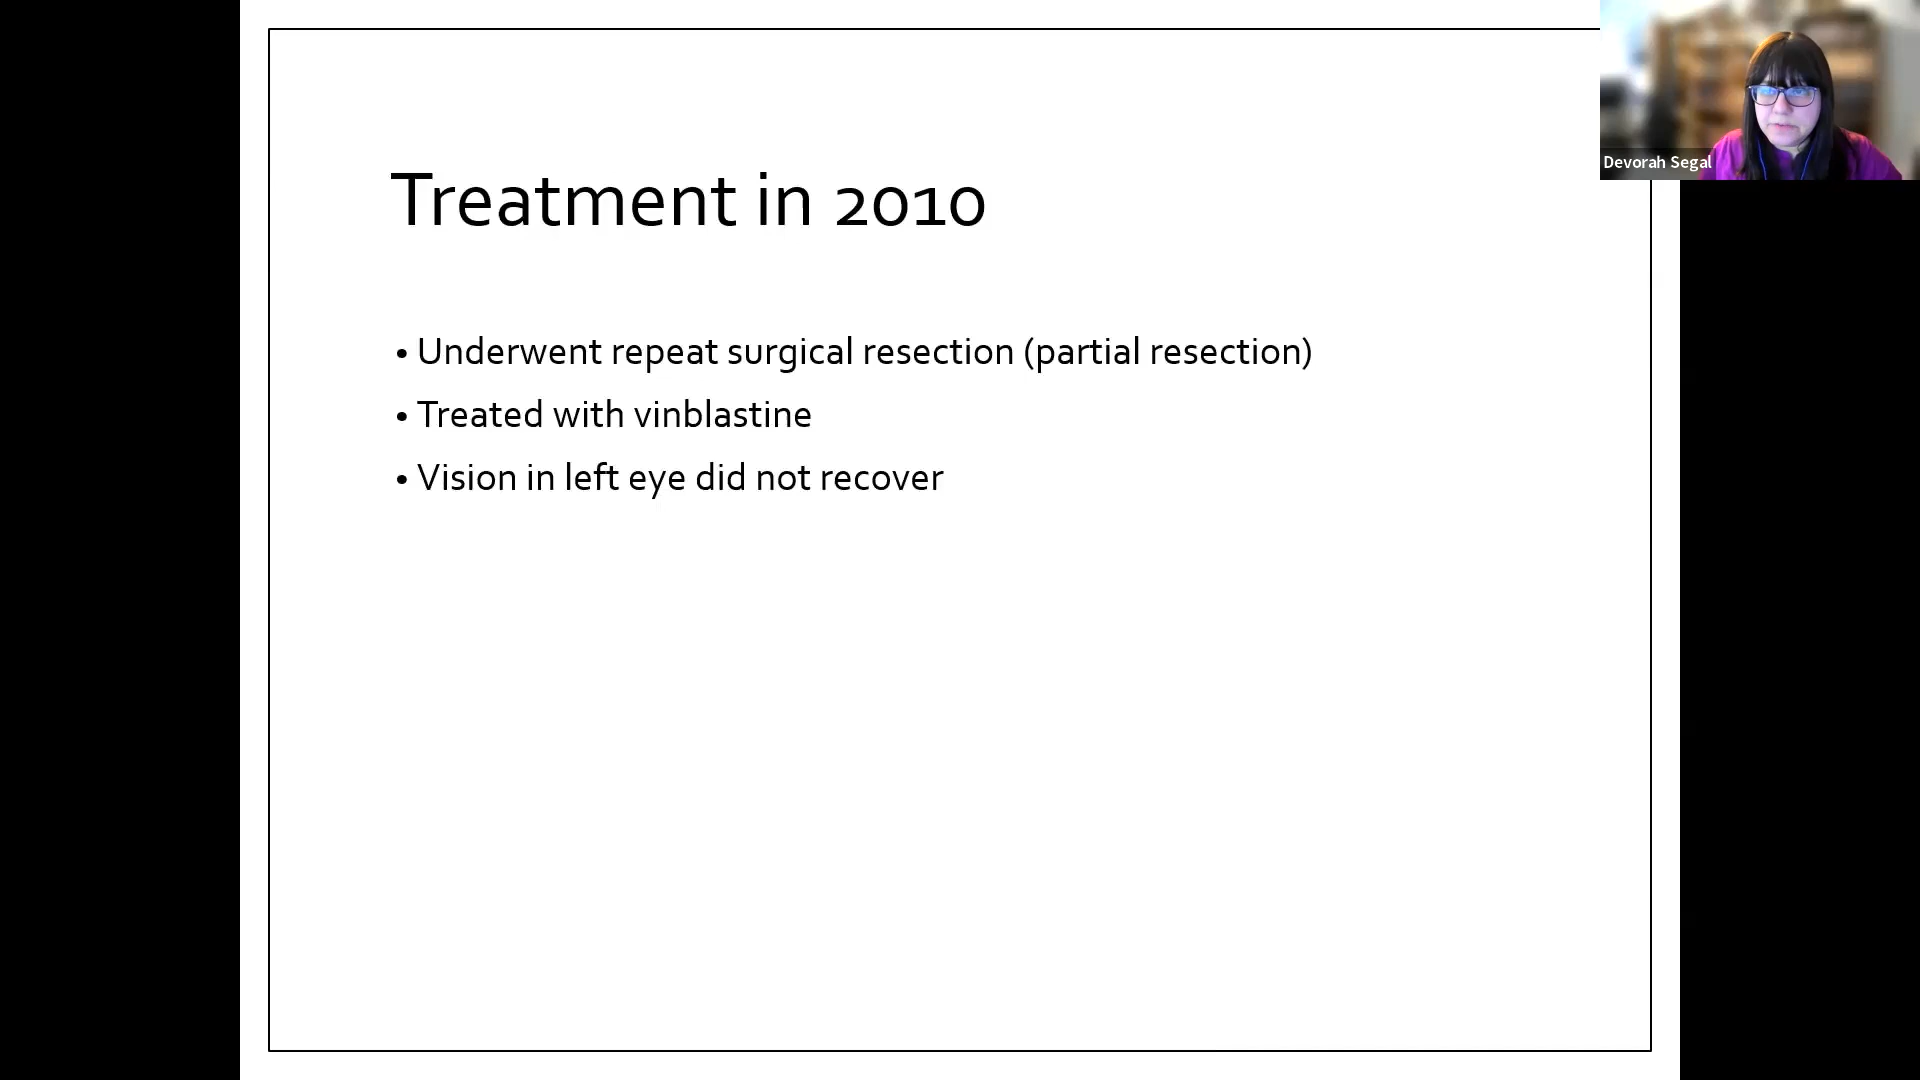 Treatment in 2010
• Underwent repeat surgical resection (partial resection)
• Treated with vinblastine
• Vision in left eye did not recover
Devorah Segal